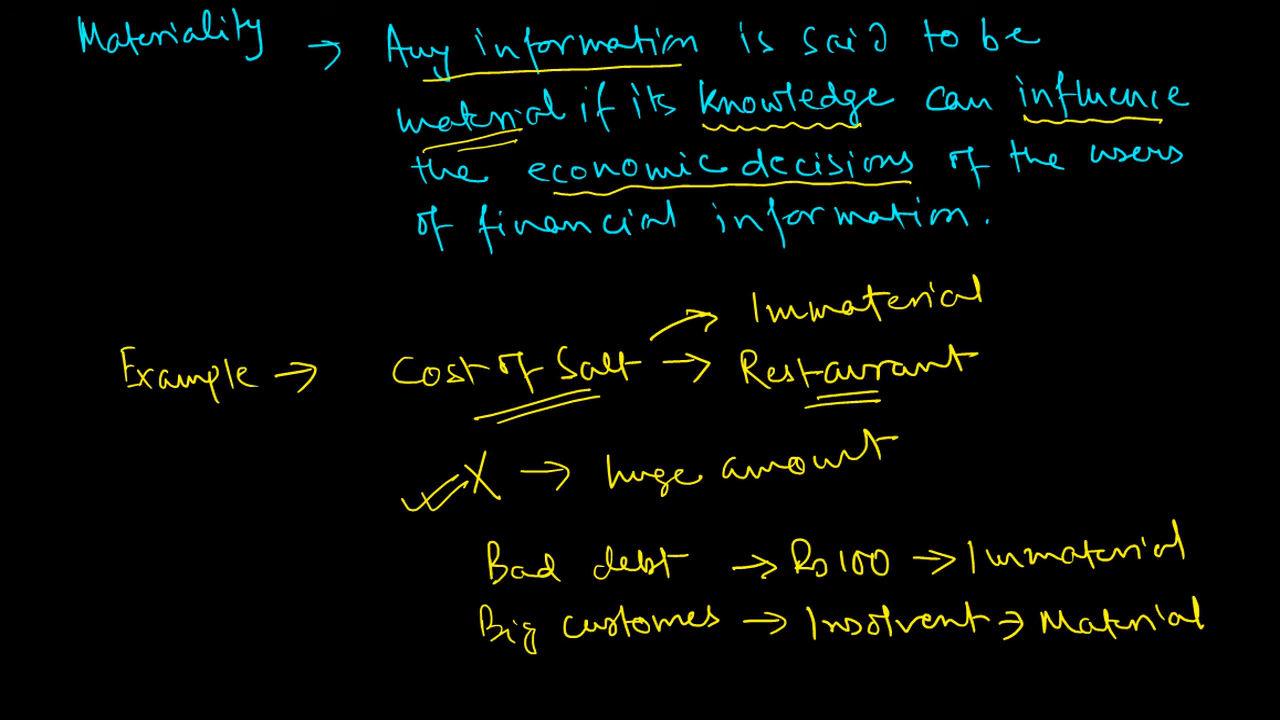 Materiality → Any information is said to be
material if its knowledge can influence
the economic decisions of the users
of financial information.
Immaterial
Example → Cost of Salt → Restaurant
X → huge amount
Bad debt → Rs 100 → Immaterial
Big customer → Insolvent → Material